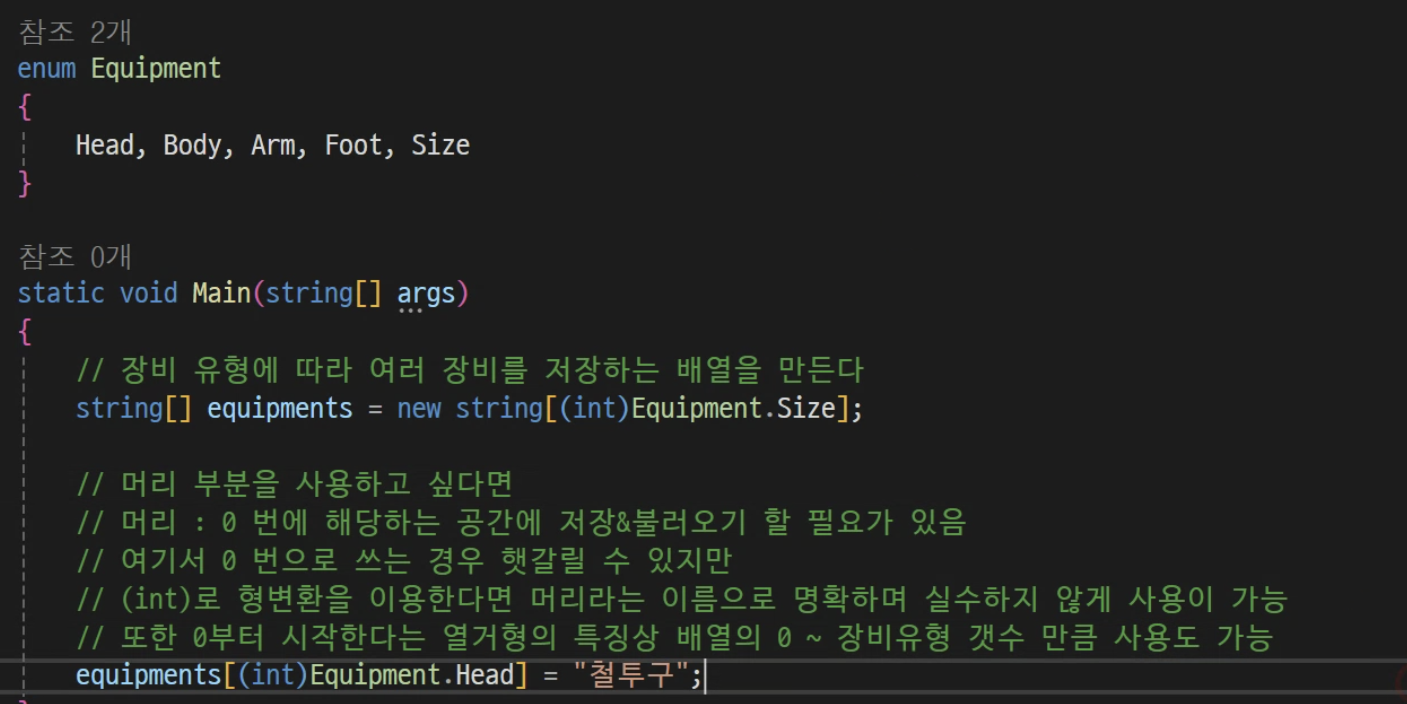 참조 2개
enum Equipment
{
Head, Body, Arm, Foot, Size
}
참조 0개
static void Main(string[] args)
{
// 장비 유형에 따라 여러 장비를 저장하는 배열을 만든다
string[] equipments = new string[(int)Equipment.Size];
// 머리 부분을 사용하고 싶다면
// 머리 : 0 번에 해당하는 공간에 저장&불러오기 할 필요가 있음
// 여기서 0 번으로 쓰는 경우 햇갈릴 수 있지만
// (int)로 형변환을 이용한다면 머리라는 이름으로 명확하며 실수하지 않게 사용이 가능
// 또한 0부터 시작한다는 열거형의 특징상 배열의 0 ~ 장비유형 갯수 만큼 사용도 가능
equipments[(int)Equipment.Head] = "철투구";
}